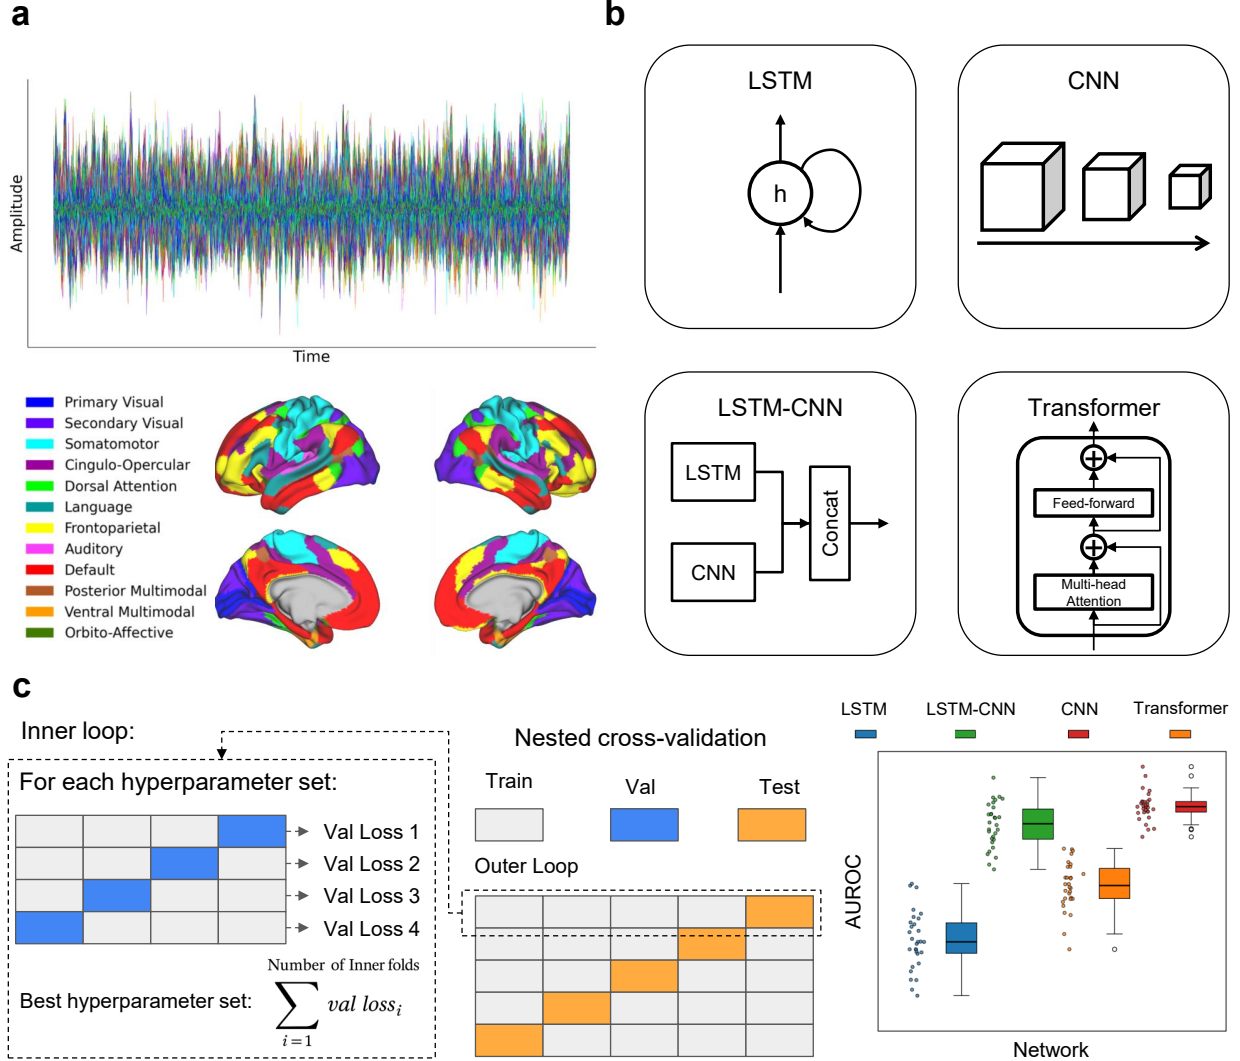 a
Amplitude
Time
Primary Visual
Secondary Visual
Somatomotor
Cingulo-Opercular
Dorsal Attention
Language
Frontoparietal
Auditory
Default
Posterior Multimodal
Ventral Multimodal
Orbito-Affective
b
LSTM
h
CNN
LSTM-CNN
LSTM
CNN
Concat
Transformer
Feed-forward
Multi-head
Attention
c
Inner loop:
For each hyperparameter set:
Val Loss 1
Val Loss 2
Val Loss 3
Val Loss 4
Best hyperparameter set:
Number of Inner folds
∑ val loss_i
i = 1
Nested cross-validation
Train
Val
Test
Outer Loop
LSTM
LSTM-CNN
CNN
Transformer
AUROC
Network